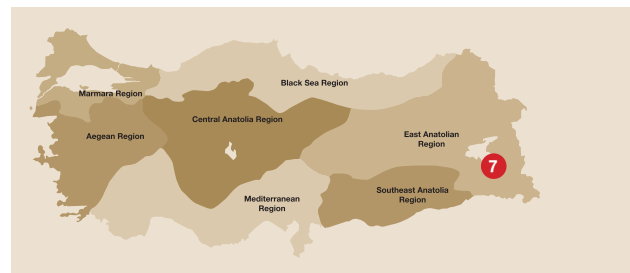 Black Sea Region
Marmara Region
Central Anatolia Region
Aegean Region
East Anatolian
Region
7
Southeast Anatolia
Region
Mediterranean
Region